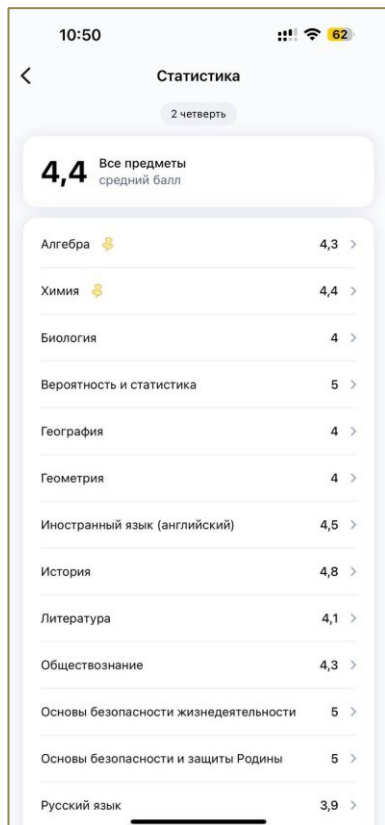 10:50
62
Статистика
2 четверть
4,4 Все предметы
средний балл
Алгебра 4,3
Химия 4,4
Биология 4
Вероятность и статистика 5
География 4
Геометрия 4
Иностранный язык (английский) 4,5
История 4,8
Литература 4,1
Обществознание 4,3
Основы безопасности жизнедеятельности 5
Основы безопасности и защиты Родины 5
Русский язык 3,9